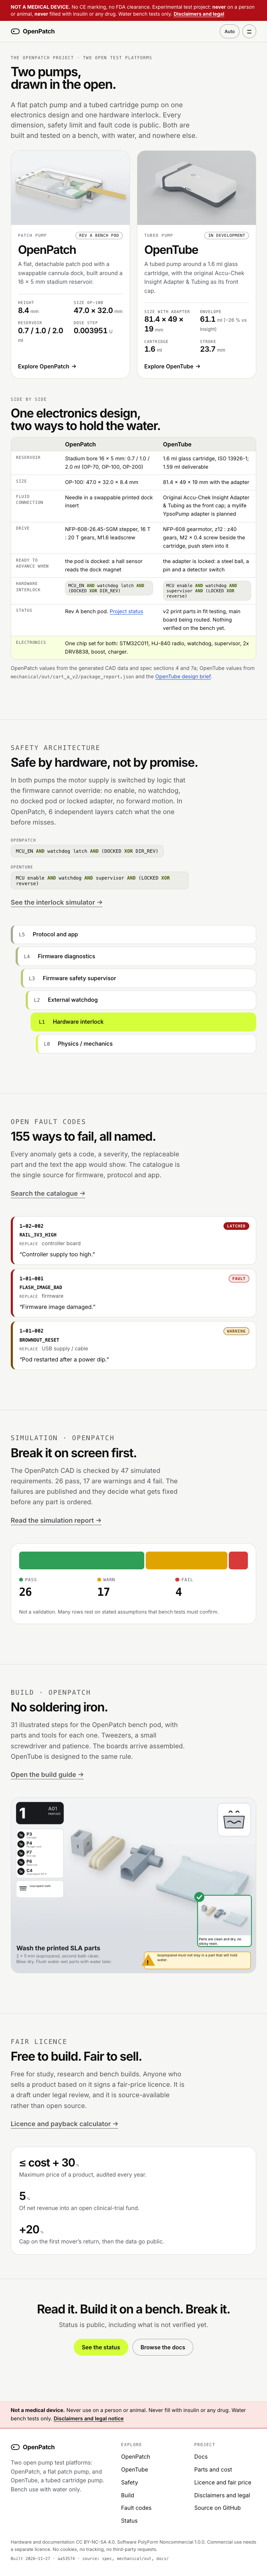 NOT A MEDICAL DEVICE. No CE marking, no FDA clearance. Experimental test project: never on a person or animal, never filled with insulin or any drug. Water bench tests only. Disclaimers and legal
OpenPatch
Auto
THE OPENPATCH PROJECT · TWO OPEN TEST PLATFORMS
Two pumps,
drawn in the open.
A flat patch pump and a tubed cartridge pump on one
electronics design and one hardware interlock. Every
dimension, safety limit and fault code is public. Both are
built and tested on a bench, with water, and nowhere else.
PATCH PUMP
REV A BENCH POD
OpenPatch
A flat, detachable patch pod with a
swappable cannula dock, built around a
16 × 5 mm stadium reservoir.
HEIGHT
8.4 mm
SIZE OP-100
47.0 × 32.0 mm
RESERVOIR
0.7 / 1.0 / 2.0
ml
DOSE STEP
0.003951 U
Explore OpenPatch →
TUBED PUMP
IN DEVELOPMENT
OpenTube
A tubed pump around a 1.6 ml glass
cartridge, with the original Accu-Chek
Insight Adapter & Tubing as its front
cap.
SIZE WITH ADAPTER
81.4 × 49 ×
19 mm
ENVELOPE
61.1 ml (−26 % vs
Insight)
CARTRIDGE
1.6 ml
STROKE
23.7 mm
Explore OpenTube →
SIDE BY SIDE
One electronics design,
two ways to hold the water.
OpenPatch
OpenTube
RESERVOIR
Stadium bore 16 × 5 mm: 0.7 / 1.0 /
2.0 ml (OP-70, OP-100, OP-200)
1.6 ml glass cartridge, ISO 13926-1;
1.59 ml deliverable
SIZE
OP-100: 47.0 × 32.0 × 8.4 mm
81.4 × 49 × 19 mm with the adapter
FLUID
CONNECTION
Needle in a swappable printed dock
insert
Original Accu-Chek Insight Adapter
& Tubing as the front cap; a mylife
YpsoPump adapter is planned
DRIVE
NFP-608-26.45-SGM stepper, 16 T
: 20 T gears, M1.6 leadscrew
NFP-608 gearmotor, z12 : z40
gears, M2 × 0.4 screw beside the
cartridge, push stem into it
READY TO
ADVANCE WHEN
the pod is docked: a hall sensor
reads the dock magnet
the adapter is locked: a steel ball, a
pin and a detector switch
HARDWARE
INTERLOCK
MCU_EN AND watchdog latch AND
(DOCKED XOR DIR_REV)
MCU enable AND watchdog AND
supervisor AND (LOCKED XOR
reverse)
STATUS
Rev A bench pod. Project status
v2 print parts in fit testing, main
board being routed. Nothing
verified on the bench yet.
ELECTRONICS
One chip set for both: STM32C011, HJ-840 radio, watchdog, supervisor, 2x
DRV8838, boost, charger.
OpenPatch values from the generated CAD data and spec sections 4 and 7a; OpenTube values from
mechanical/out/cart_a_v2/package_report.json and the OpenTube design brief.
SAFETY ARCHITECTURE
Safe by hardware, not by promise.
In both pumps the motor supply is switched by logic that
the firmware cannot override: no enable, no watchdog,
no docked pod or locked adapter, no forward motion. In
OpenPatch, 6 independent layers catch what the one
before misses.
OPENPATCH
MCU_EN AND watchdog latch AND (DOCKED XOR DIR_REV)
OPENTUBE
MCU enable AND watchdog AND supervisor AND (LOCKED XOR
reverse)
See the interlock simulator →
L5 Protocol and app
L4 Firmware diagnostics
L3 Firmware safety supervisor
L2 External watchdog
L1 Hardware interlock
L0 Physics / mechanics
OPEN FAULT CODES
155 ways to fail, all named.
Every anomaly gets a code, a severity, the replaceable
part and the text the app would show. The catalogue is
the single source for firmware, protocol and app.
Search the catalogue →
1-02-002
LATCHED
RAIL_3V3_HIGH
REPLACE controller board
"Controller supply too high."
1-01-001
FAULT
FLASH_IMAGE_BAD
REPLACE firmware
"Firmware image damaged."
1-01-002
WARNING
BROWNOUT_RESET
REPLACE USB supply / cable
"Pod restarted after a power dip."
SIMULATION · OPENPATCH
Break it on screen first.
The OpenPatch CAD is checked by 47 simulated
requirements. 26 pass, 17 are warnings and 4 fail. The
failures are published and they decide what gets fixed
before any part is ordered.
Read the simulation report →
PASS
26
WARN
17
FAIL
4
Not a validation. Many rows rest on stated assumptions that bench tests must confirm.
BUILD · OPENPATCH
No soldering iron.
31 illustrated steps for the OpenPatch bench pod, with
parts and tools for each one. Tweezers, a small
screwdriver and patience. The boards arrive assembled.
OpenTube is designed to the same rule.
Open the build guide →
1
A01
P3
P4
P7
P6
C4
Wash the printed SLA parts
2 × 5 min isopropanol, second bath clean.
Parts are clean and dry, no
sticky resin.
Isopropanol must not stay in a part that will hold
water.
FAIR LICENCE
Free to build. Fair to sell.
Free for study, research and bench builds. Anyone who
sells a product based on it signs a fair-price licence. It is
a draft under legal review, and it is source-available
rather than open source.
Licence and payback calculator →
≤ cost + 30 %
Maximum price of a product, audited every year.
5 %
Of net revenue into an open clinical-trial fund.
+20 %
Cap on the first mover's return, then the data go public.
Read it. Build it on a bench. Break it.
Status is public, including what is not verified yet.
See the status
Browse the docs
Not a medical device. Never use on a person or animal. Never fill with insulin or any drug. Water
bench tests only. Disclaimers and legal notice
OpenPatch
Two open pump test platforms:
OpenPatch, a flat patch pump, and
OpenTube, a tubed cartridge pump.
Bench use with water only.
EXPLORE
OpenPatch
OpenTube
Safety
Build
Fault codes
Status
PROJECT
Docs
Parts and cost
Licence and fair price
Disclaimers and legal
Source on GitHub
Hardware and documentation CC BY-NC-SA 4.0. Software PolyForm Noncommercial 1.0.0. Commercial use needs
a separate licence. No cookies, no tracking, no third-party requests.